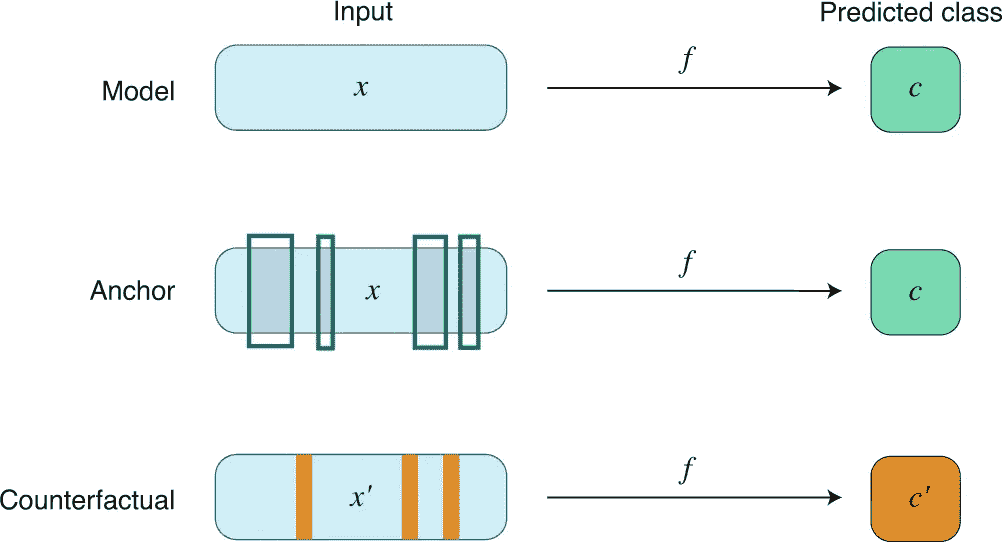 Input
Predicted class
Model
x
f
c
Anchor
x
f
c
Counterfactual
x′
f
c′